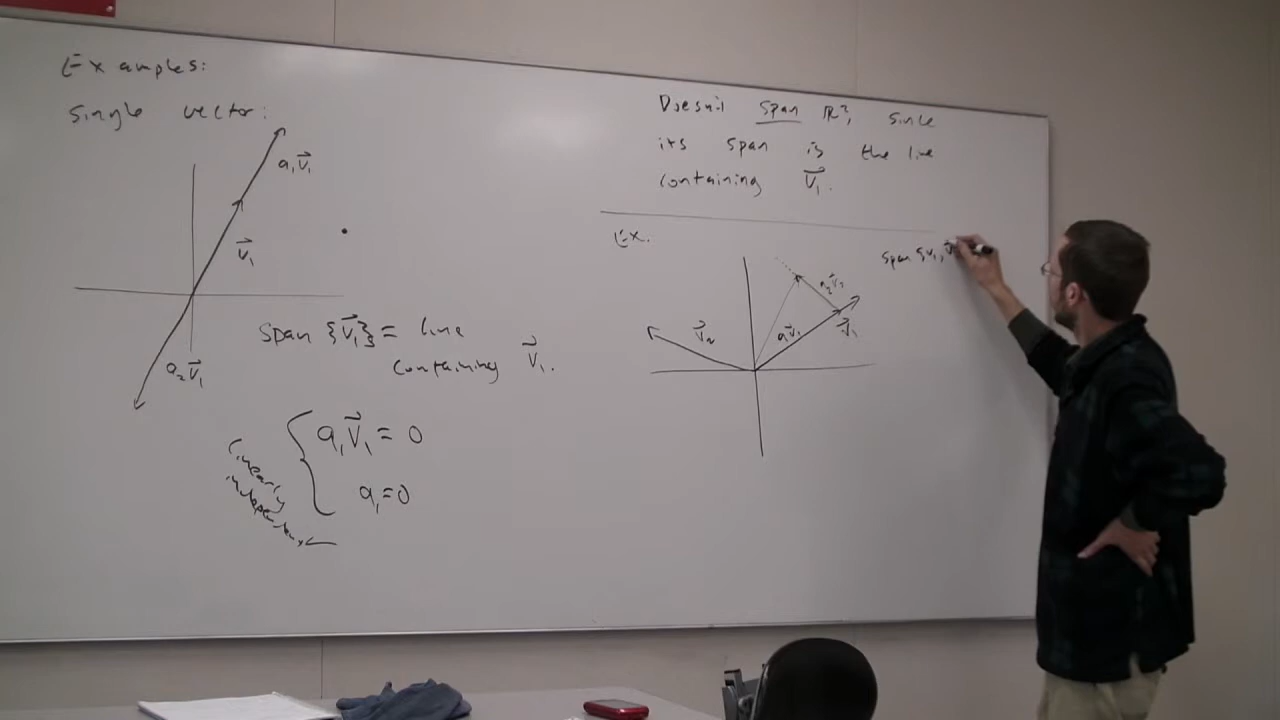 Examples:
single vector:
a₁v⃗₁
v⃗₁
a₂v⃗₁
span {v⃗₁} = line
containing v⃗₁.
a₁v⃗₁ = 0
a₁=0
linearly
independent
Doesn't span ℝ², since
its span is the line
containing v⃗₁.
Ex.
span {v₁, v
a₂v⃗₂
v⃗₂
a₁v⃗₁
v⃗₁